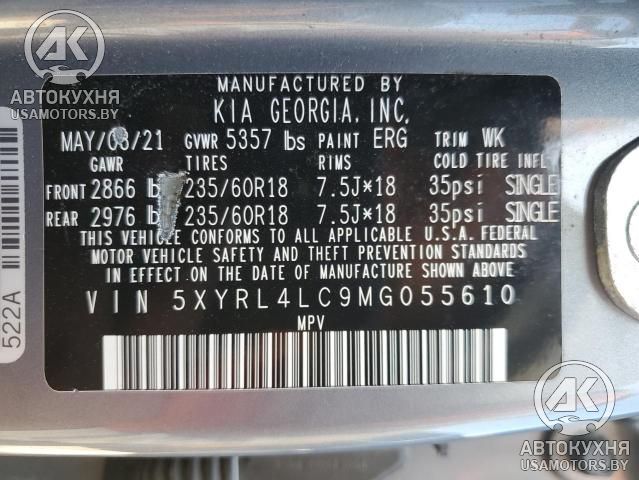 AK
АВТОКУХНЯ
USAMOTORS.BY
MANUFACTURED BY
KIA GEORGIA, INC.
MAY/03/21 GVWR 5357 lbs PAINT ERG TRIM WK
GAWR TIRES RIMS COLD TIRE INFL
FRONT 2866 lb 235/60R18 7.5J*18 35psi SINGLE
REAR 2976 lb 235/60R18 7.5J*18 35psi SINGLE
THIS VEHICLE CONFORMS TO ALL APPLICABLE U.S.A. FEDERAL
MOTOR VEHICLE SAFETY AND THEFT PREVENTION STANDARDS
IN EFFECT ON THE DATE OF MANUFACTURE SHOWN ABOVE.
VIN 5XYRL4LC9MG055610
MPV
522A
AK
АВТОКУХНЯ
USAMOTORS.BY